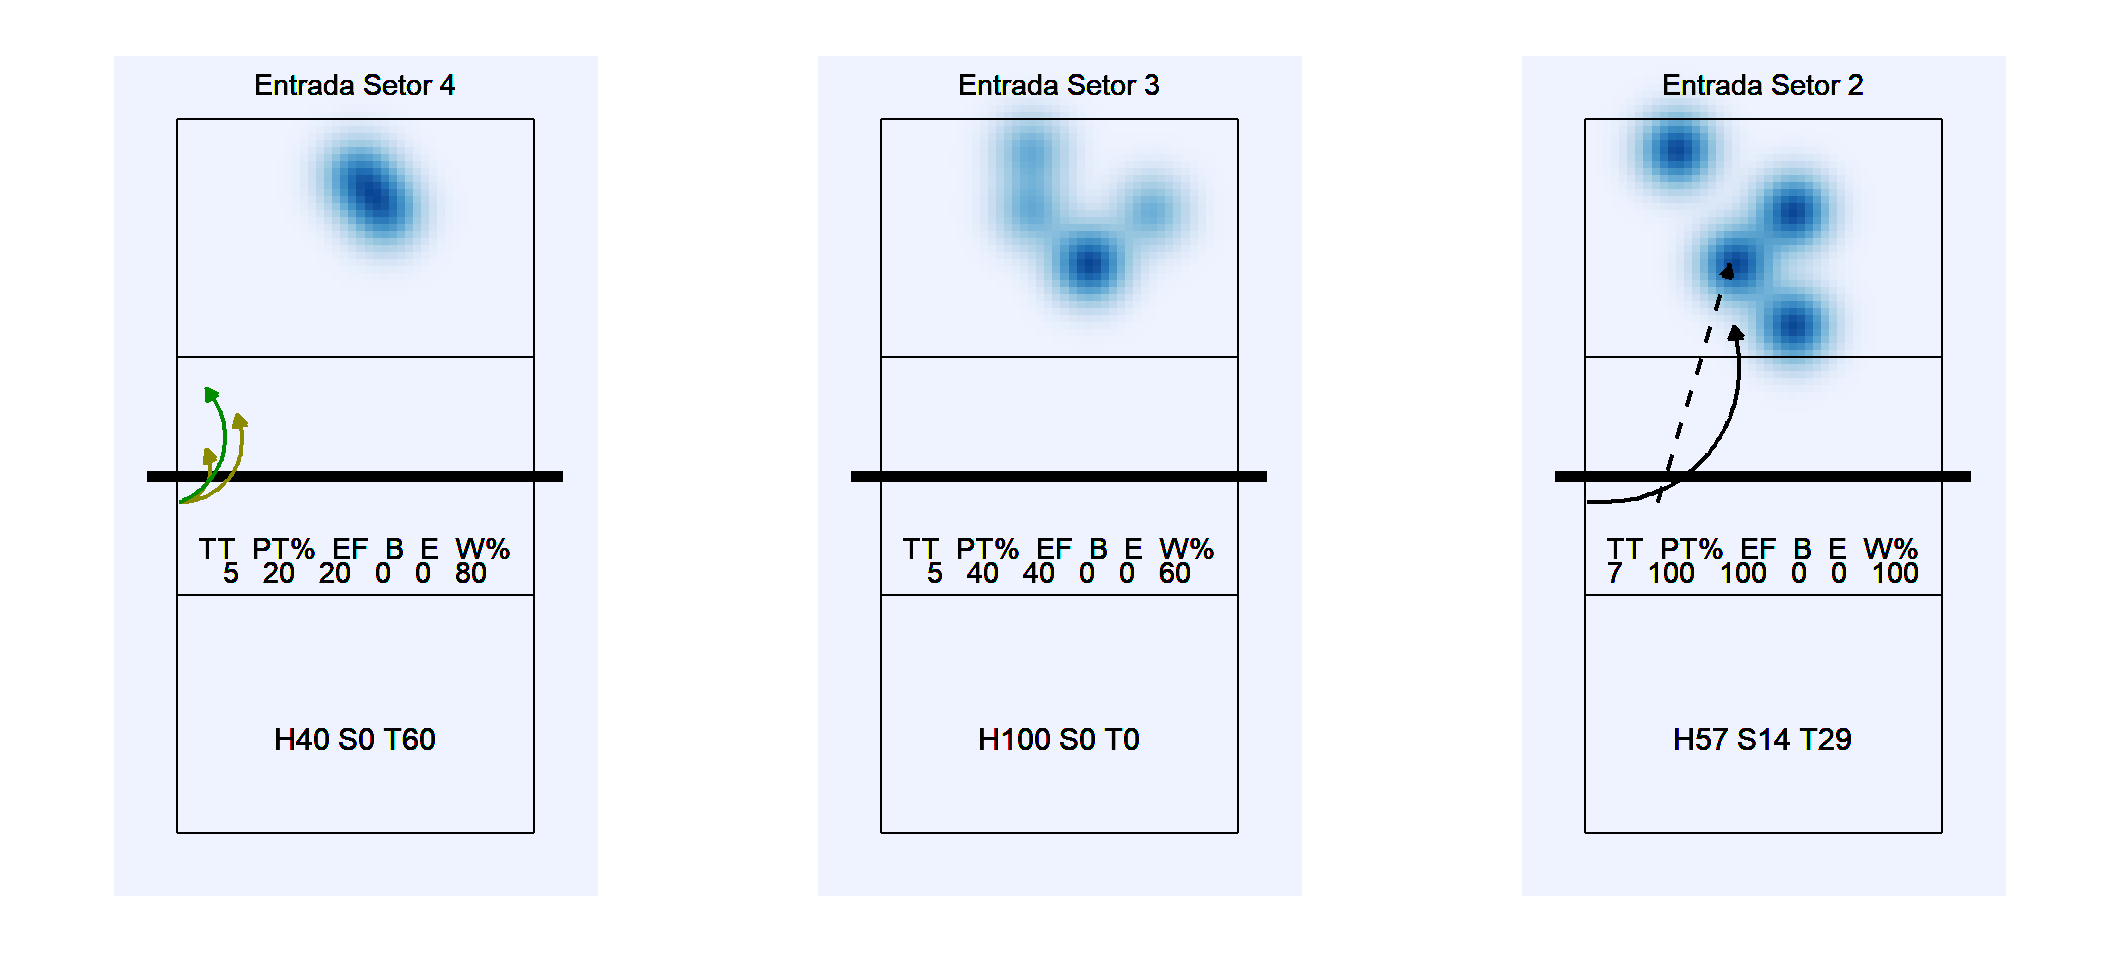 Entrada Setor 4
TT PT% EF B E W%
5 20 20 0 0 80
H40 S0 T60
Entrada Setor 3
TT PT% EF B E W%
5 40 40 0 0 60
H100 S0 T0
Entrada Setor 2
TT PT% EF B E W%
7 100 100 0 0 100
H57 S14 T29